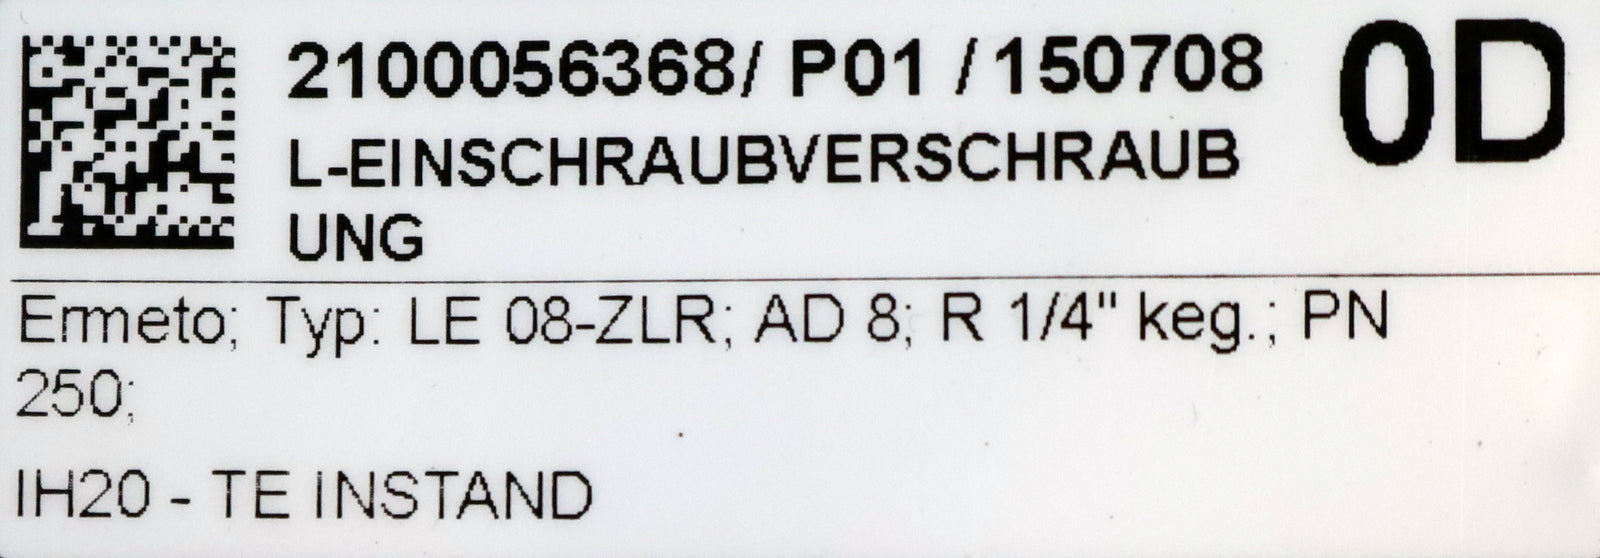 2100056368/ P01 / 150708 0D
L-EINSCHRAUBVERSCHRAUB
UNG
Ermeto; Typ: LE 08-ZLR; AD 8; R 1/4" keg.; PN
250;
IH20 - TE INSTAND